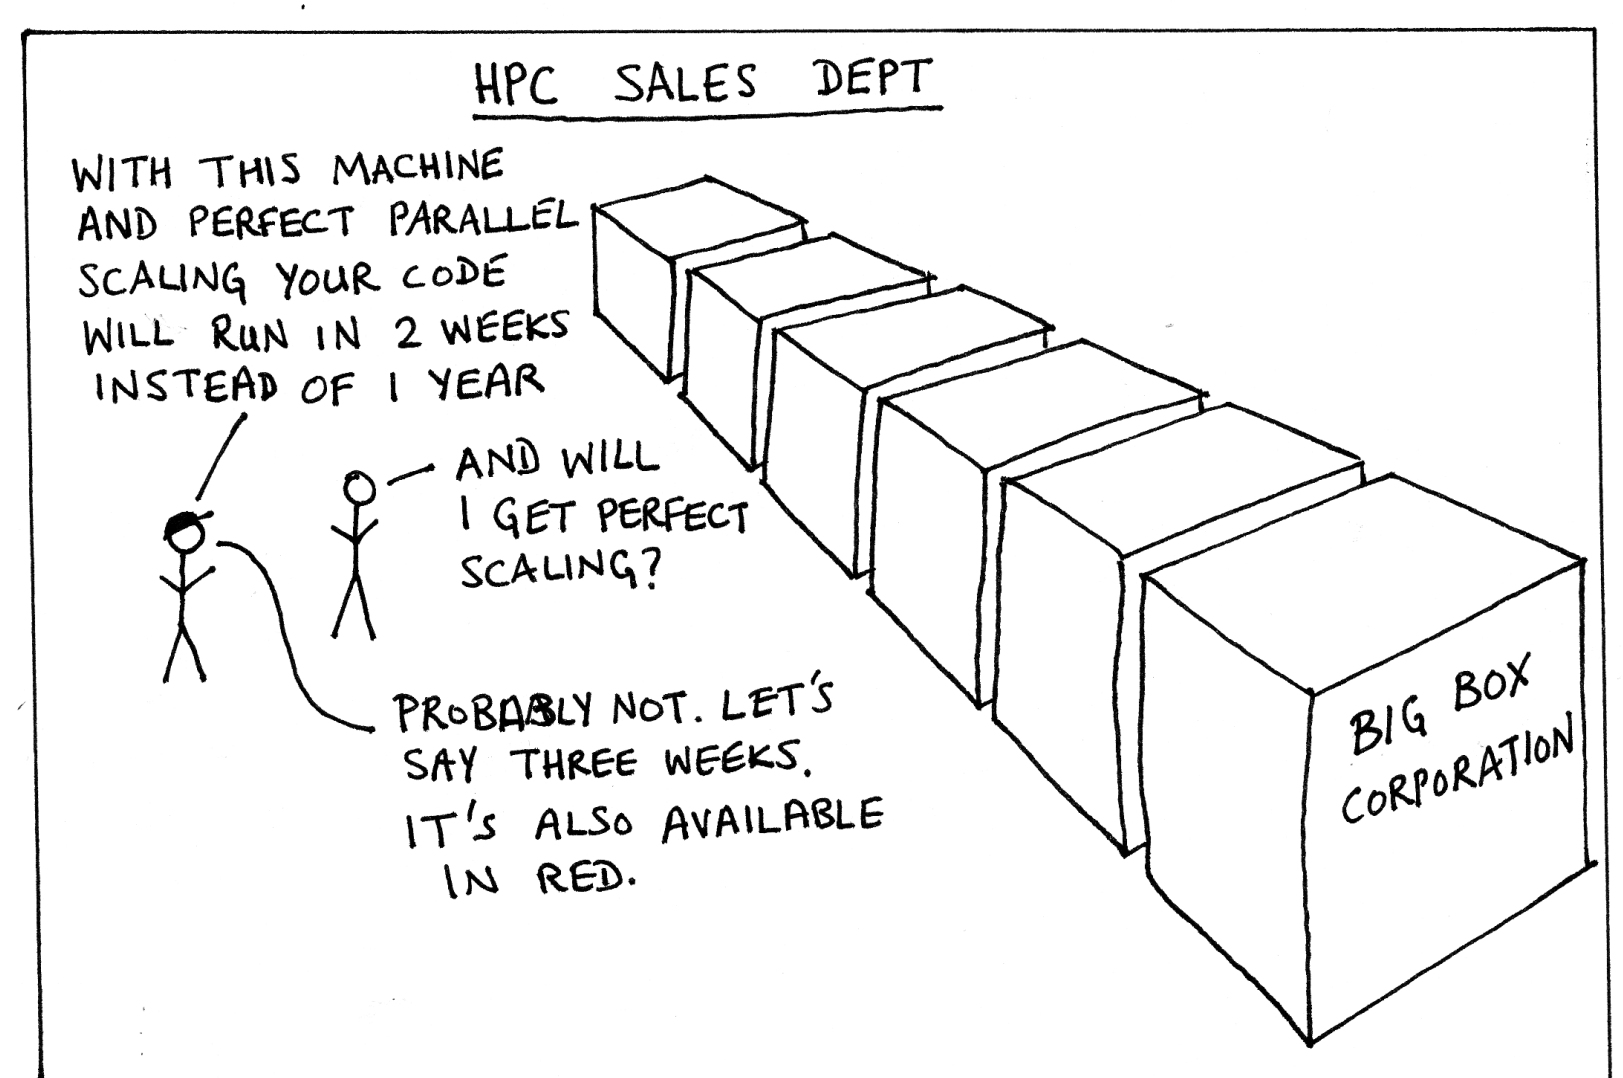 HPC SALES DEPT
WITH THIS MACHINE
AND PERFECT PARALLEL
SCALING YOUR CODE
WILL RUN IN 2 WEEKS
INSTEAD OF 1 YEAR
AND WILL
I GET PERFECT
SCALING?
PROBABLY NOT. LET'S
SAY THREE WEEKS.
IT'S ALSO AVAILABLE
IN RED.
BIG BOX
CORPORATION